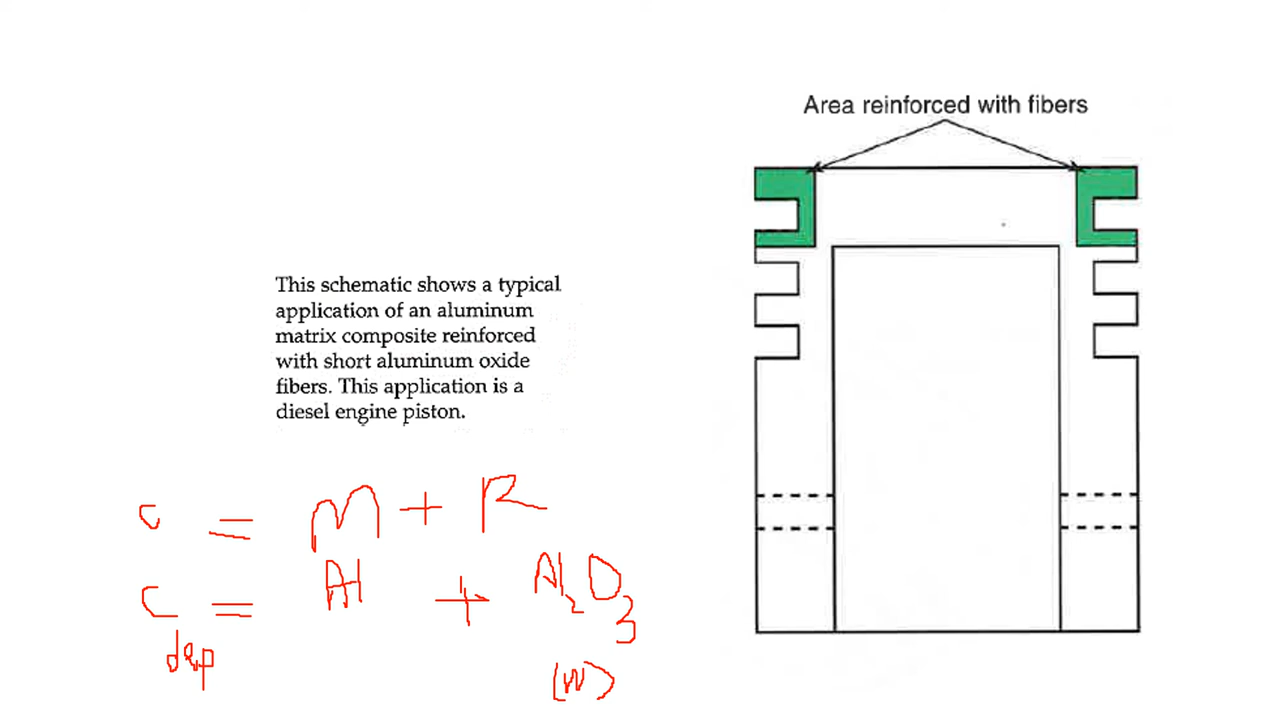 Area reinforced with fibers
This schematic shows a typical
application of an aluminum
matrix composite reinforced
with short aluminum oxide
fibers. This application is a
diesel engine piston.
C = M + R
C = Al + Al2O3